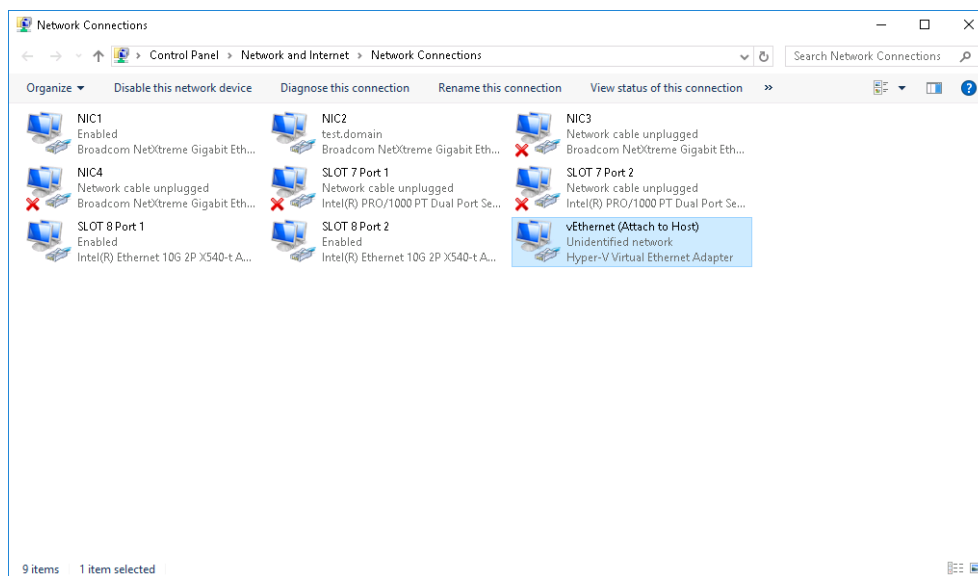 Network Connections
Control Panel > Network and Internet > Network Connections
Search Network Connections
Organize Disable this network device Diagnose this connection Rename this connection View status of this connection »
NIC1
Enabled
Broadcom NetXtreme Gigabit Eth...
NIC2
test.domain
Broadcom NetXtreme Gigabit Eth...
NIC3
Network cable unplugged
Broadcom NetXtreme Gigabit Eth...
NIC4
Network cable unplugged
Broadcom NetXtreme Gigabit Eth...
SLOT 7 Port 1
Network cable unplugged
Intel(R) PRO/1000 PT Dual Port Se...
SLOT 7 Port 2
Network cable unplugged
Intel(R) PRO/1000 PT Dual Port Se...
SLOT 8 Port 1
Enabled
Intel(R) Ethernet 10G 2P X540-t A...
SLOT 8 Port 2
Enabled
Intel(R) Ethernet 10G 2P X540-t A...
vEthernet (Attach to Host)
Unidentified network
Hyper-V Virtual Ethernet Adapter
9 items 1 item selected